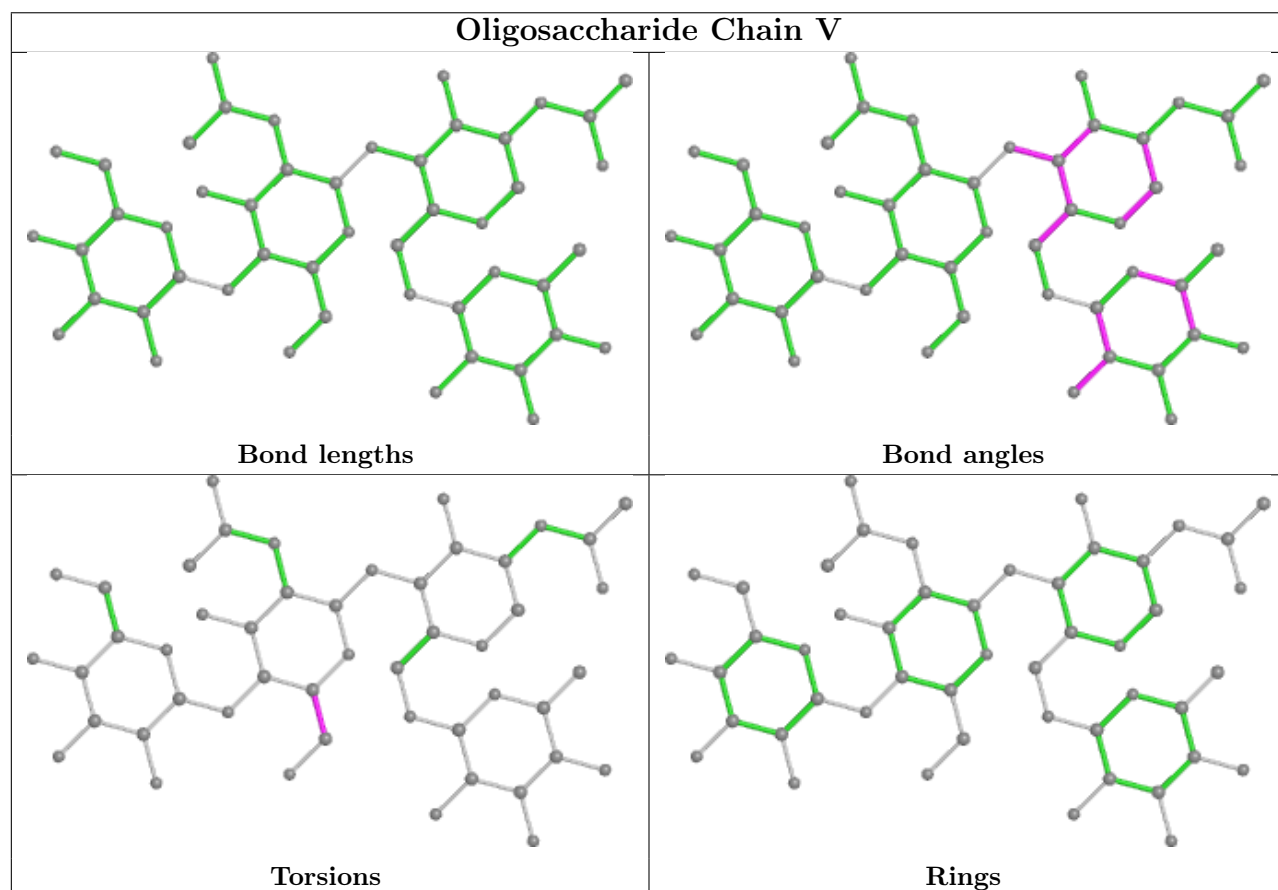 Oligosaccharide Chain V
Bond lengths
Bond angles
Torsions
Rings